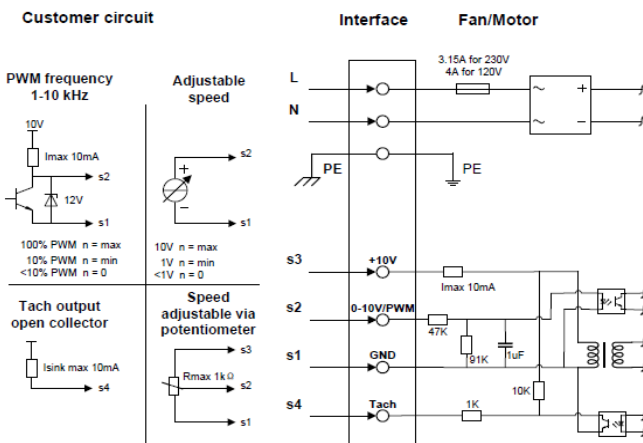 Customer circuit
Interface
Fan/Motor
PWM frequency
1-10 kHz
10V
Imax 10mA
s2
12V
s1
100% PWM n = max
10% PWM n = min
<10% PWM n = 0
Adjustable
speed
s2
+
−
s1
10V n = max
1V n = min
<1V n = 0
Tach output
open collector
Isink max 10mA
s4
Speed
adjustable via
potentiometer
s3
Rmax 1kΩ
s2
s1
L
3.15A for 230V
4A for 120V
~ +
N
~ −
PE
PE
s3
+10V
Imax 10mA
s2
0-10V/PWM
47K
91K
1uF
s1
GND
10K
s4
Tach
1K